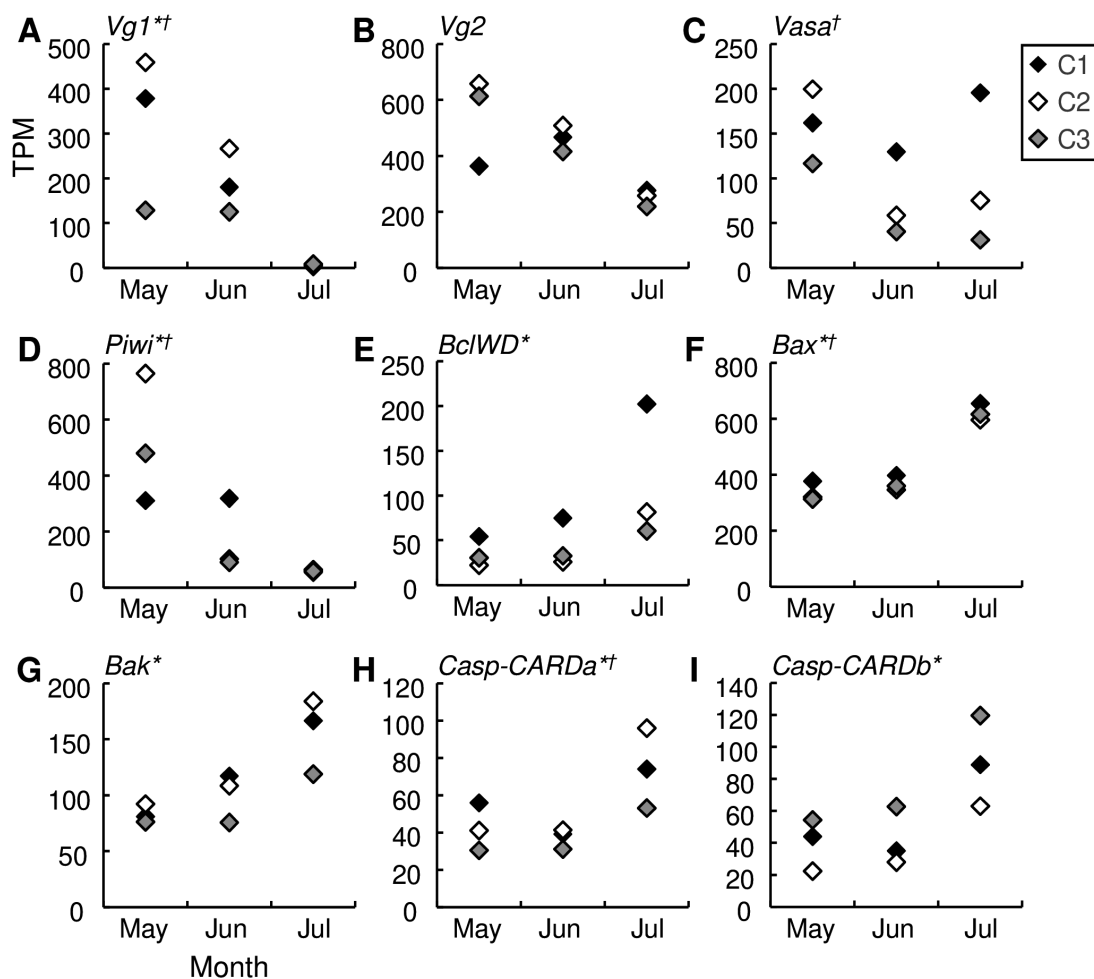 A Vg1*†
500
400
300
200
100
0
TPM
May Jun Jul
B Vg2
800
600
400
200
0
May Jun Jul
C Vasa†
250
200
150
100
50
0
May Jun Jul
C1
C2
C3
D Piwi*†
800
600
400
200
0
May Jun Jul
E BclWD*
250
200
150
100
50
0
May Jun Jul
F Bax*†
800
600
400
200
0
May Jun Jul
G Bak*
200
150
100
50
0
May Jun Jul
Month
H Casp-CARDa*†
120
100
80
60
40
20
0
May Jun Jul
I Casp-CARDb*
140
120
100
80
60
40
20
0
May Jun Jul